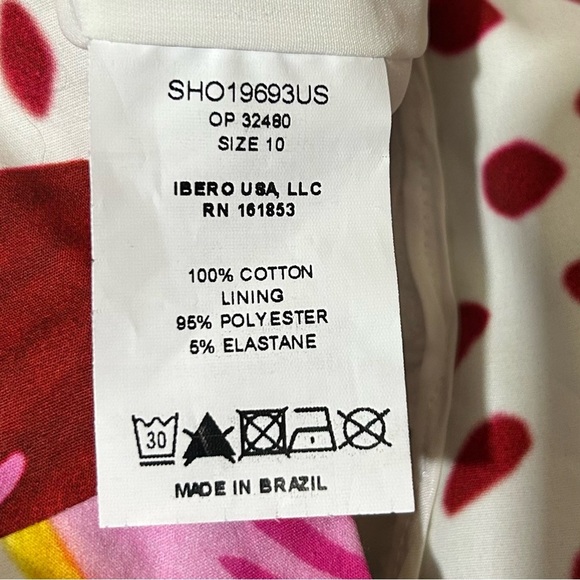 SHO19693US
OP 32480
SIZE 10
IBERO USA, LLC
RN 161853
100% COTTON
LINING
95% POLYESTER
5% ELASTANE
30
MADE IN BRAZIL